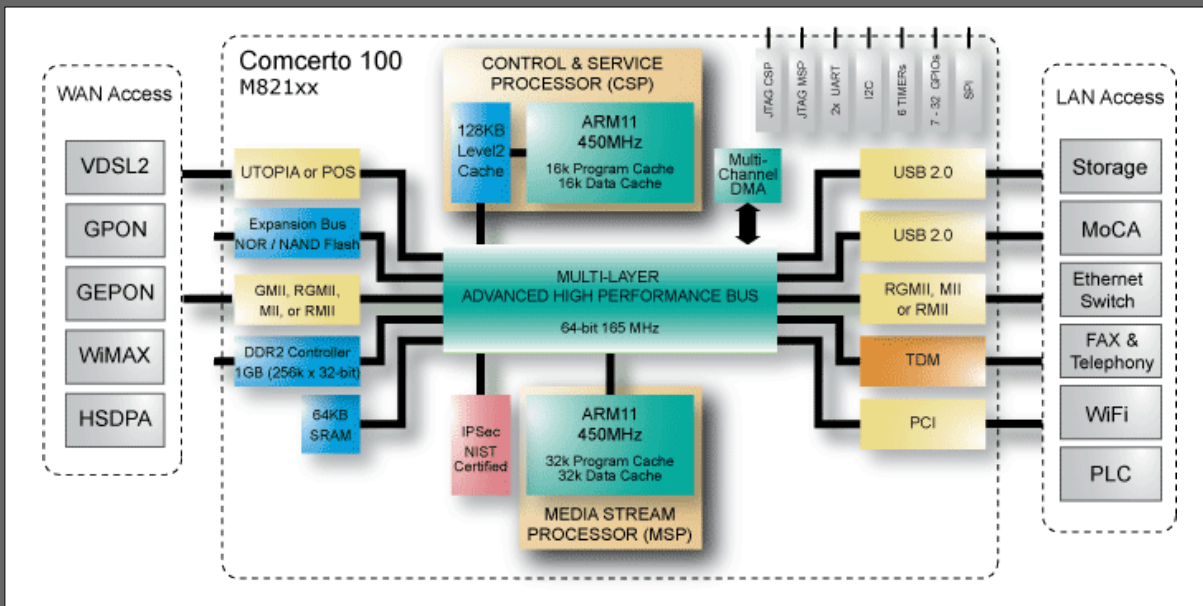 Comcerto 100
M821xx
WAN Access
VDSL2
GPON
GEPON
WiMAX
HSDPA
UTOPIA or POS
Expansion Bus
NOR / NAND Flash
GMII, RGMII,
MII, or RMII
DDR2 Controller
1GB (256k x 32-bit)
64KB
SRAM
CONTROL & SERVICE
PROCESSOR (CSP)
128KB
Level2
Cache
ARM11
450MHz
16k Program Cache
16k Data Cache
Multi-
Channel
DMA
MULTI-LAYER
ADVANCED HIGH PERFORMANCE BUS
64-bit 165 MHz
IPSec
NIST
Certified
ARM11
450MHz
32k Program Cache
32k Data Cache
MEDIA STREAM
PROCESSOR (MSP)
JTAG CSP
JTAG MSP
2x UART
I2C
6 TIMERs
7 - 32 GPIOs
SPI
USB 2.0
USB 2.0
RGMII, MII
or RMII
TDM
PCI
LAN Access
Storage
MoCA
Ethernet
Switch
FAX &
Telephony
WiFi
PLC